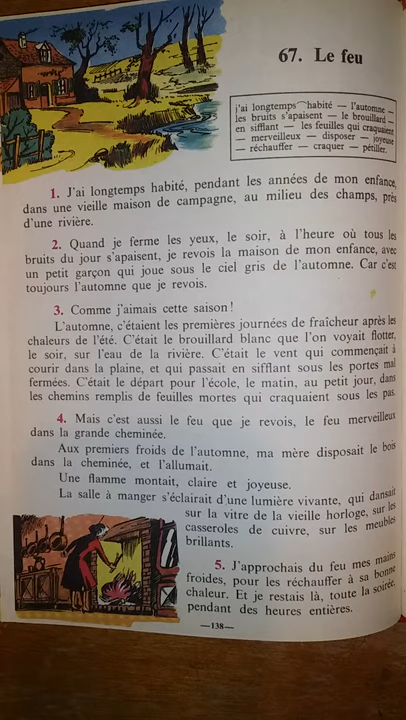 67. Le feu
j'ai longtemps habité — l'automne —
les bruits s'apaisent — le brouillard —
en sifflant — les feuilles qui craquaient
— merveilleux — disposer — joyeuse
— réchauffer — craquer — pétiller.
1. J'ai longtemps habité, pendant les années de mon enfance,
dans une vieille maison de campagne, au milieu des champs, près
d'une rivière.
2. Quand je ferme les yeux, le soir, à l'heure où tous les
bruits du jour s'apaisent, je revois la maison de mon enfance, avec
un petit garçon qui joue sous le ciel gris de l'automne. Car c'est
toujours l'automne que je revois.
3. Comme j'aimais cette saison !
L'automne, c'étaient les premières journées de fraîcheur après les
chaleurs de l'été. C'était le brouillard blanc que l'on voyait flotter,
le soir, sur l'eau de la rivière. C'était le vent qui commençait à
courir dans la plaine, et qui passait en sifflant sous les portes mal
fermées. C'était le départ pour l'école, le matin, au petit jour, dans
les chemins remplis de feuilles mortes qui craquaient sous les pas.
4. Mais c'est aussi le feu que je revois, le feu merveilleux
dans la grande cheminée.
Aux premiers froids de l'automne, ma mère disposait le bois
dans la cheminée, et l'allumait.
Une flamme montait, claire et joyeuse.
La salle à manger s'éclairait d'une lumière vivante, qui dansait
sur la vitre de la vieille horloge, sur les
casseroles de cuivre, sur les meubles
brillants.
5. J'approchais du feu mes mains
froides, pour les réchauffer à sa bonne
chaleur. Et je restais là, toute la soirée,
pendant des heures entières.
—138—